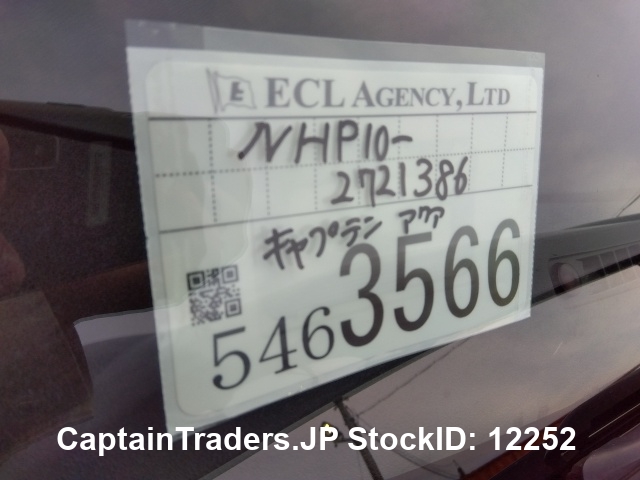 E ECL AGENCY, LTD
NHP10-
2721386
キャプテン アクア
5463566
CaptainTraders.JP StockID: 12252